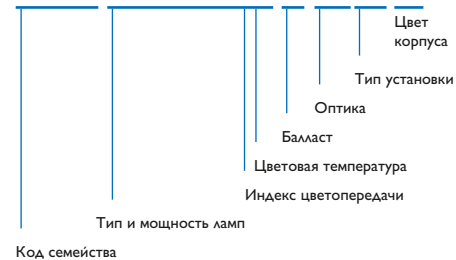 Цвет
корпуса
Тип установки
Оптика
Балласт
Цветовая температура
Индекс цветопередачи
Тип и мощность ламп
Код семейства